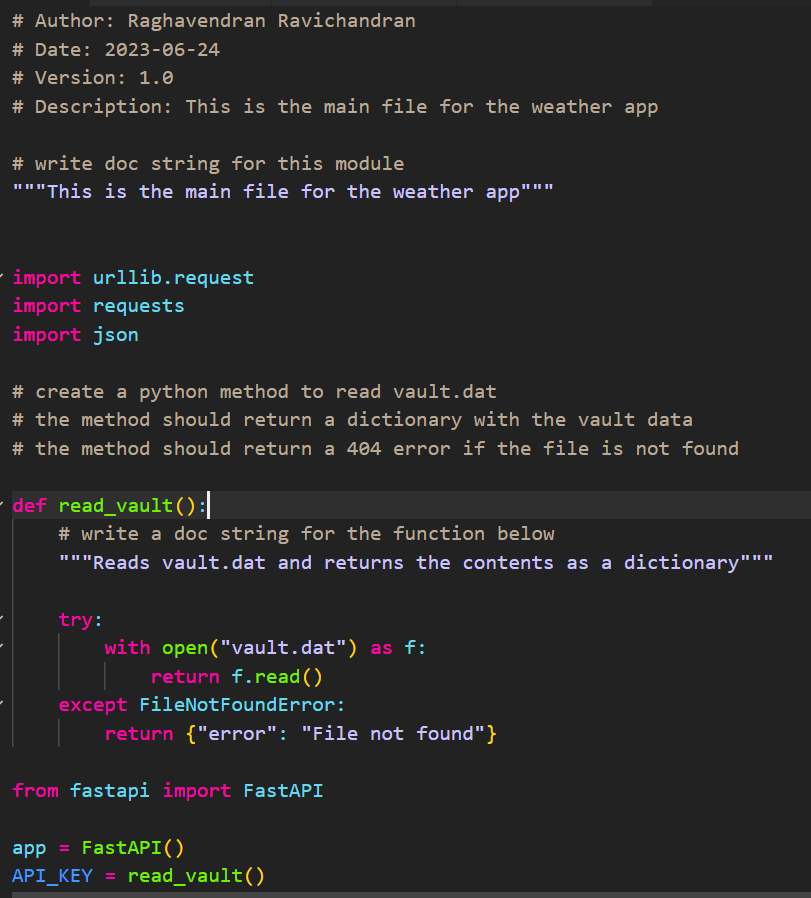 # Author: Raghavendran Ravichandran
# Date: 2023-06-24
# Version: 1.0
# Description: This is the main file for the weather app
# write doc string for this module
"""This is the main file for the weather app"""
import urllib.request
import requests
import json
# create a python method to read vault.dat
# the method should return a dictionary with the vault data
# the method should return a 404 error if the file is not found
def read_vault():
    # write a doc string for the function below
    """Reads vault.dat and returns the contents as a dictionary"""
    try:
        with open("vault.dat") as f:
            return f.read()
    except FileNotFoundError:
        return {"error": "File not found"}
from fastapi import FastAPI
app = FastAPI()
API_KEY = read_vault()